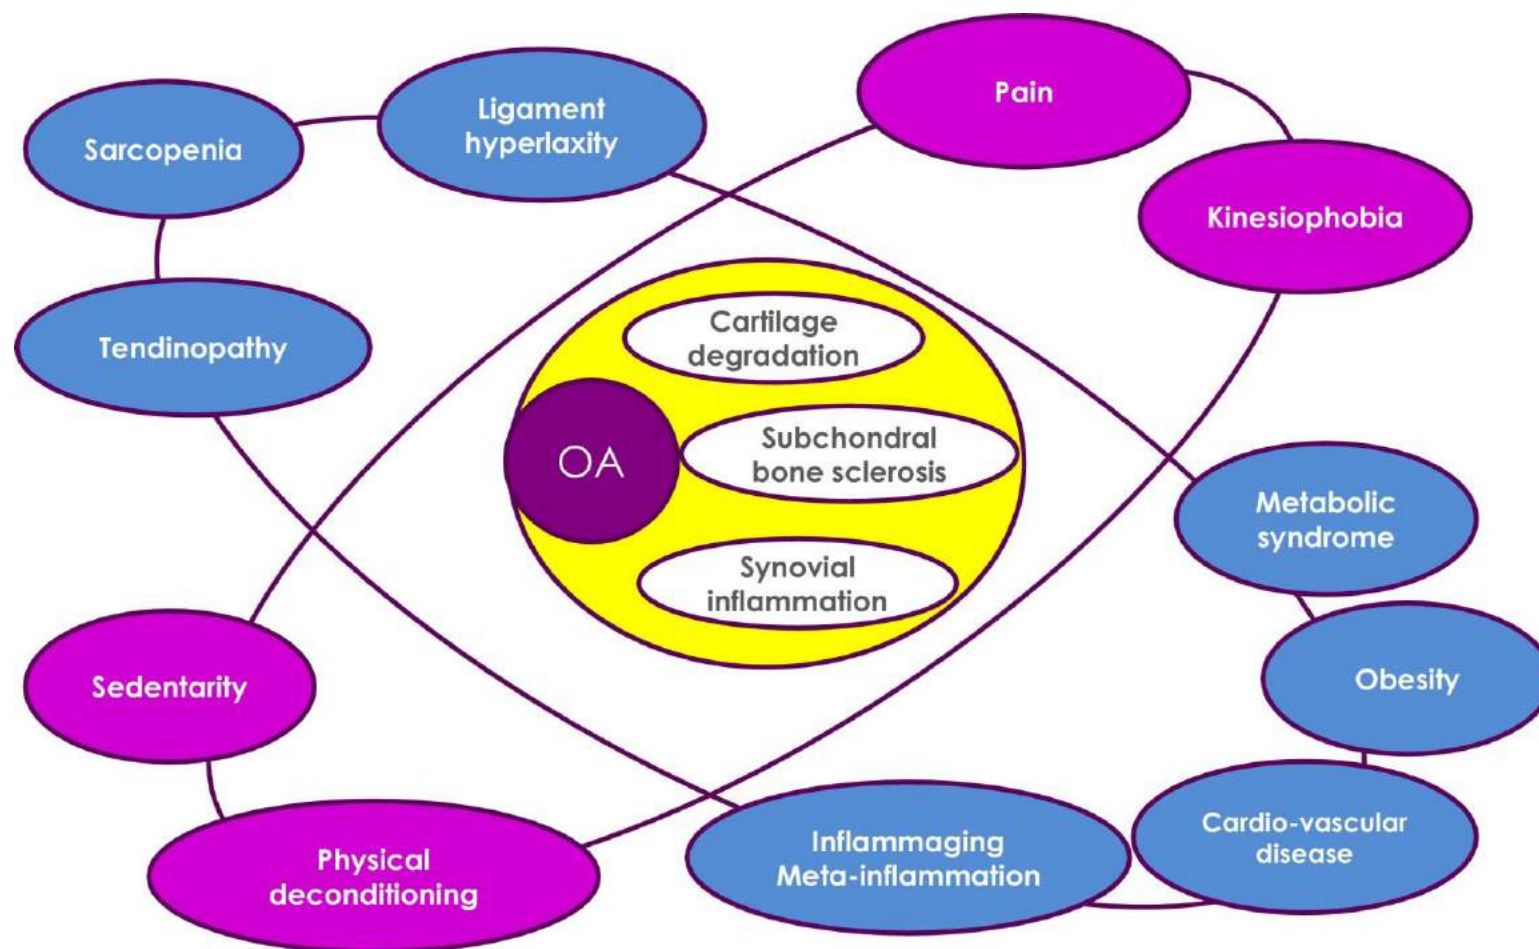 Pain
Ligament
hyperlaxity
Sarcopenia
Kinesiophobia
Tendinopathy
Cartilage
degradation
OA
Subchondral
bone sclerosis
Metabolic
syndrome
Synovial
inflammation
Sedentarity
Obesity
Cardio-vascular
disease
Inflammaging
Meta-inflammation
Physical
deconditioning